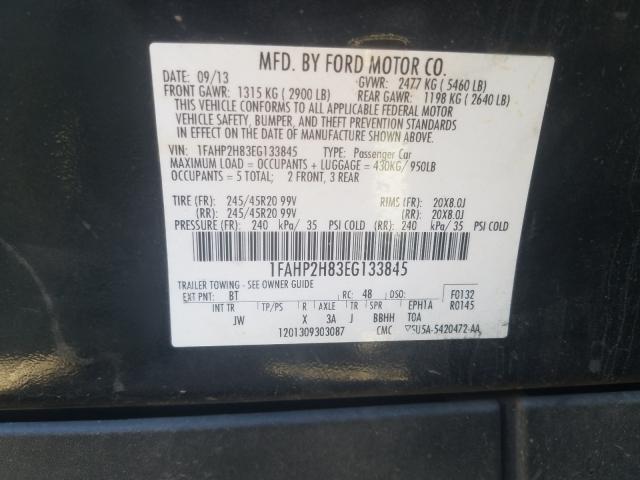 MFD. BY FORD MOTOR CO.
DATE: 09/13 GVWR: 2477 KG ( 5460 LB)
FRONT GAWR: 1315 KG ( 2900 LB) REAR GAWR: 1198 KG ( 2640 LB)
THIS VEHICLE CONFORMS TO ALL APPLICABLE FEDERAL MOTOR
VEHICLE SAFETY, BUMPER, AND THEFT PREVENTION STANDARDS
IN EFFECT ON THE DATE OF MANUFACTURE SHOWN ABOVE.
VIN: 1FAHP2H83EG133845 TYPE: Passenger Car
MAXIMUM LOAD = OCCUPANTS + LUGGAGE = 430KG/ 950LB
OCCUPANTS = 5 TOTAL; 2 FRONT, 3 REAR
TIRE (FR): 245/45R20 99V RIMS (FR): 20X8.0J
(RR): 245/45R20 99V (RR): 20X8.0J
PRESSURE (FR): 240 kPa/ 35 PSI COLD (RR): 240 kPa/ 35 PSI COLD
1FAHP2H83EG133845
TRAILER TOWING - SEE OWNER GUIDE
EXT PNT: BT RC: 48 DSO: F0132
INT TR TP/PS R AXLE TR SPR EPH1A R0145
JW X 3A J BBHH TOA
1201309303087 CMC 5U5A-5420472-AA